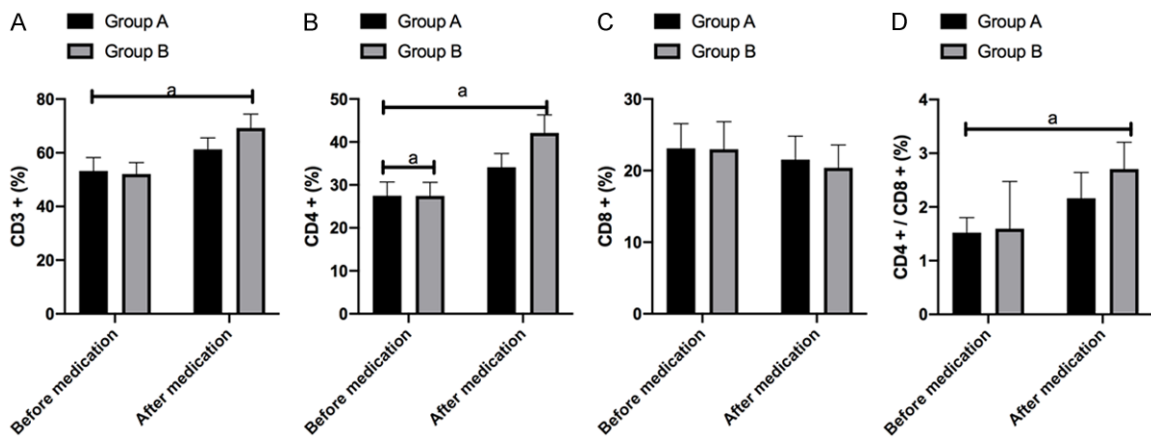 A
Group A
Group B
CD3 + (%)
80
60
40
20
0
a
Before medication
After medication
B
Group A
Group B
CD4 + (%)
50
40
30
20
10
0
a
a
Before medication
After medication
C
Group A
Group B
CD8 + (%)
30
20
10
0
Before medication
After medication
D
Group A
Group B
CD4 + / CD8 + (%)
4
3
2
1
0
a
Before medication
After medication